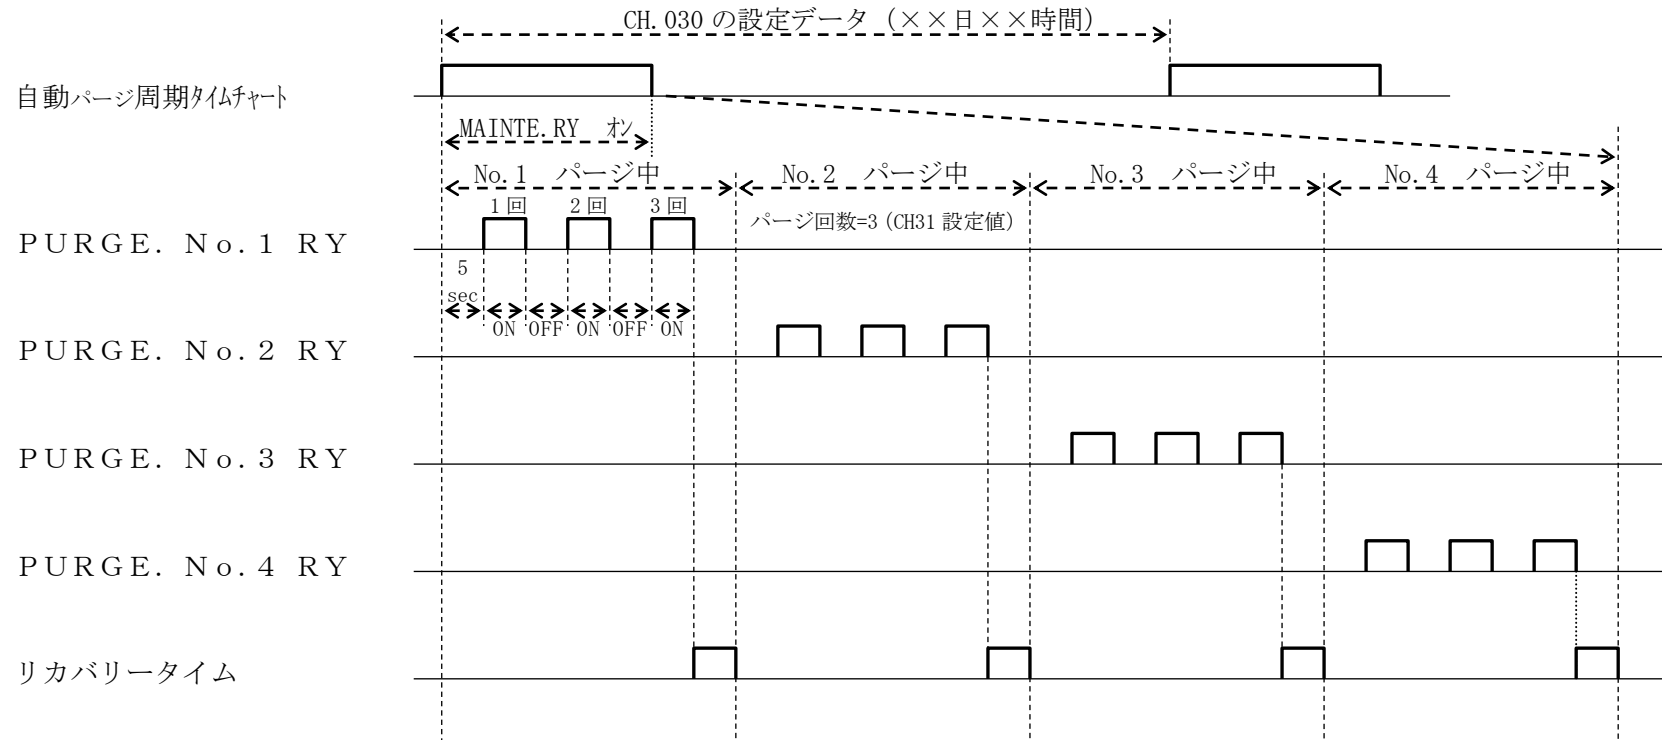 CH.030 の設定データ（××日××時間）
自動パージ周期ﾀｲﾑﾁｬｰﾄ
MAINTE.RY　ｵﾝ
No.1　パージ中
No.2　パージ中
No.3　パージ中
No.4　パージ中
1回
2回
3回
パージ回数=3（CH31 設定値）
ＰＵＲＧＥ．Ｎｏ．１ ＲＹ
5
sec
ON
OFF
ON
OFF
ON
ＰＵＲＧＥ．Ｎｏ．２ ＲＹ
ＰＵＲＧＥ．Ｎｏ．３ ＲＹ
ＰＵＲＧＥ．Ｎｏ．４ ＲＹ
リカバリータイム